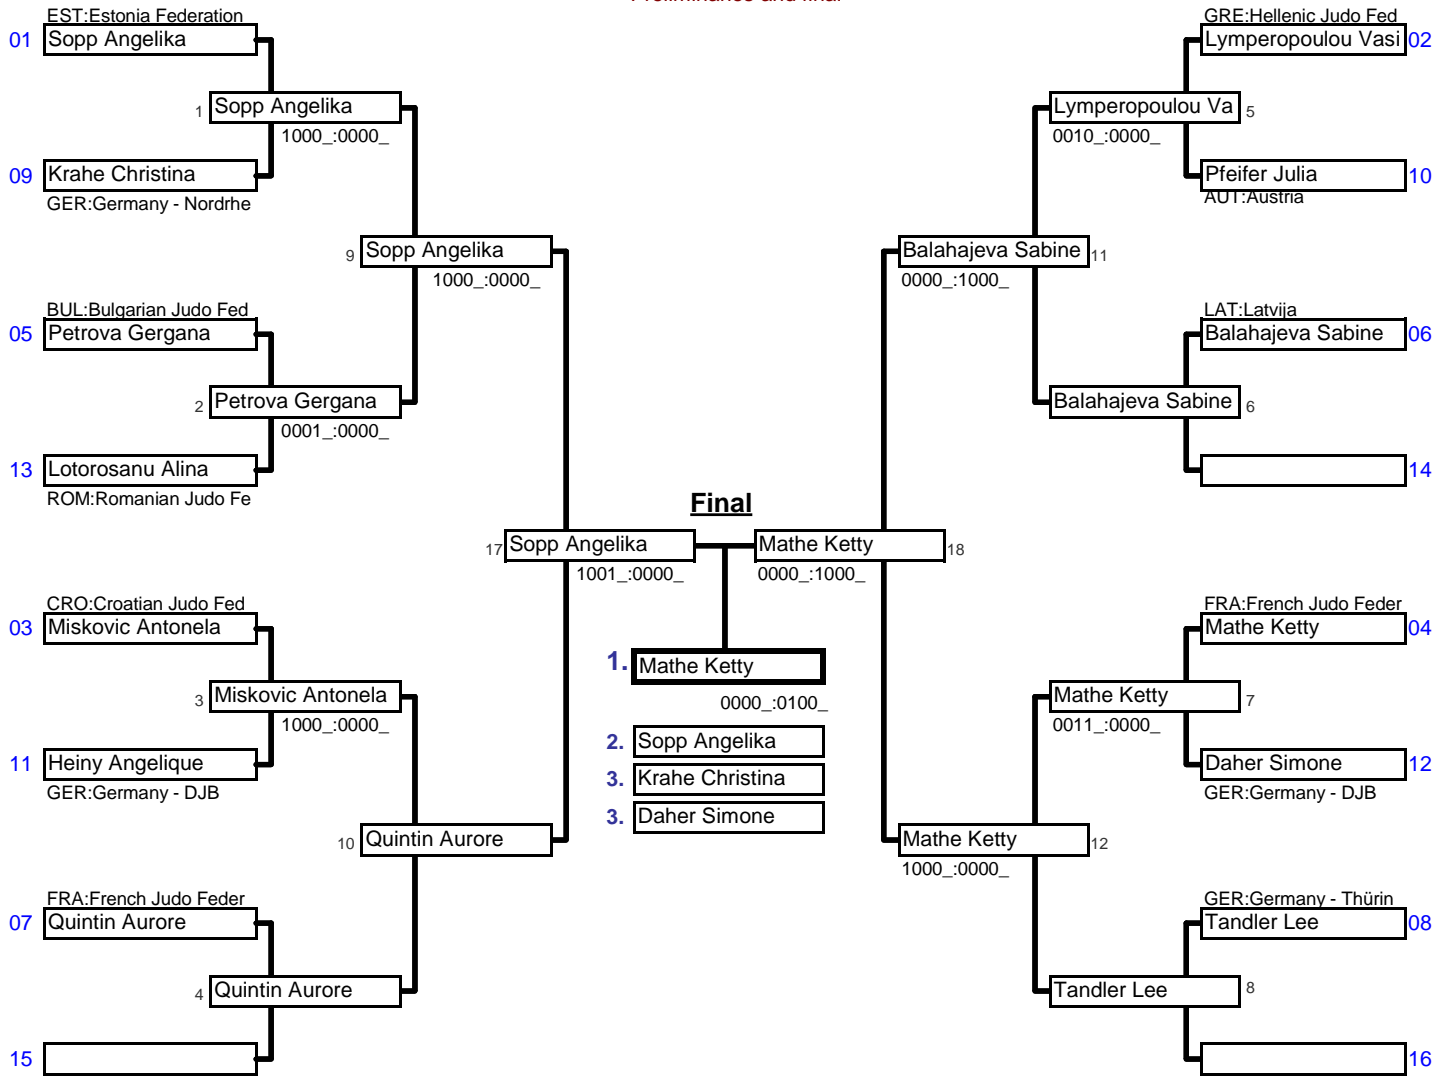 Preliminaries and final
EST:Estonia Federation
01 Sopp Angelika
1 Sopp Angelika
1000_:0000_
09 Krahe Christina
GER:Germany - Nordrhe
9 Sopp Angelika
1000_:0000_
BUL:Bulgarian Judo Fed
05 Petrova Gergana
2 Petrova Gergana
0001_:0000_
13 Lotorosanu Alina
ROM:Romanian Judo Fe
17 Sopp Angelika
1001_:0000_
CRO:Croatian Judo Fed
03 Miskovic Antonela
3 Miskovic Antonela
1000_:0000_
11 Heiny Angelique
GER:Germany - DJB
10 Quintin Aurore
FRA:French Judo Feder
07 Quintin Aurore
4 Quintin Aurore
15
Final
1. Mathe Ketty
0000_:0100_
2. Sopp Angelika
3. Krahe Christina
3. Daher Simone
GRE:Hellenic Judo Fed
Lymperopoulou Vasi 02
Lymperopoulou Va 5
0010_:0000_
Pfeifer Julia 10
AUT:Austria
Balahajeva Sabine 11
0000_:1000_
LAT:Latvija
Balahajeva Sabine 06
Balahajeva Sabine 6
14
Mathe Ketty 18
0000_:1000_
FRA:French Judo Feder
Mathe Ketty 04
Mathe Ketty 7
0011_:0000_
Daher Simone 12
GER:Germany - DJB
Mathe Ketty 12
1000_:0000_
GER:Germany - Thürin
Tandler Lee 08
Tandler Lee 8
16